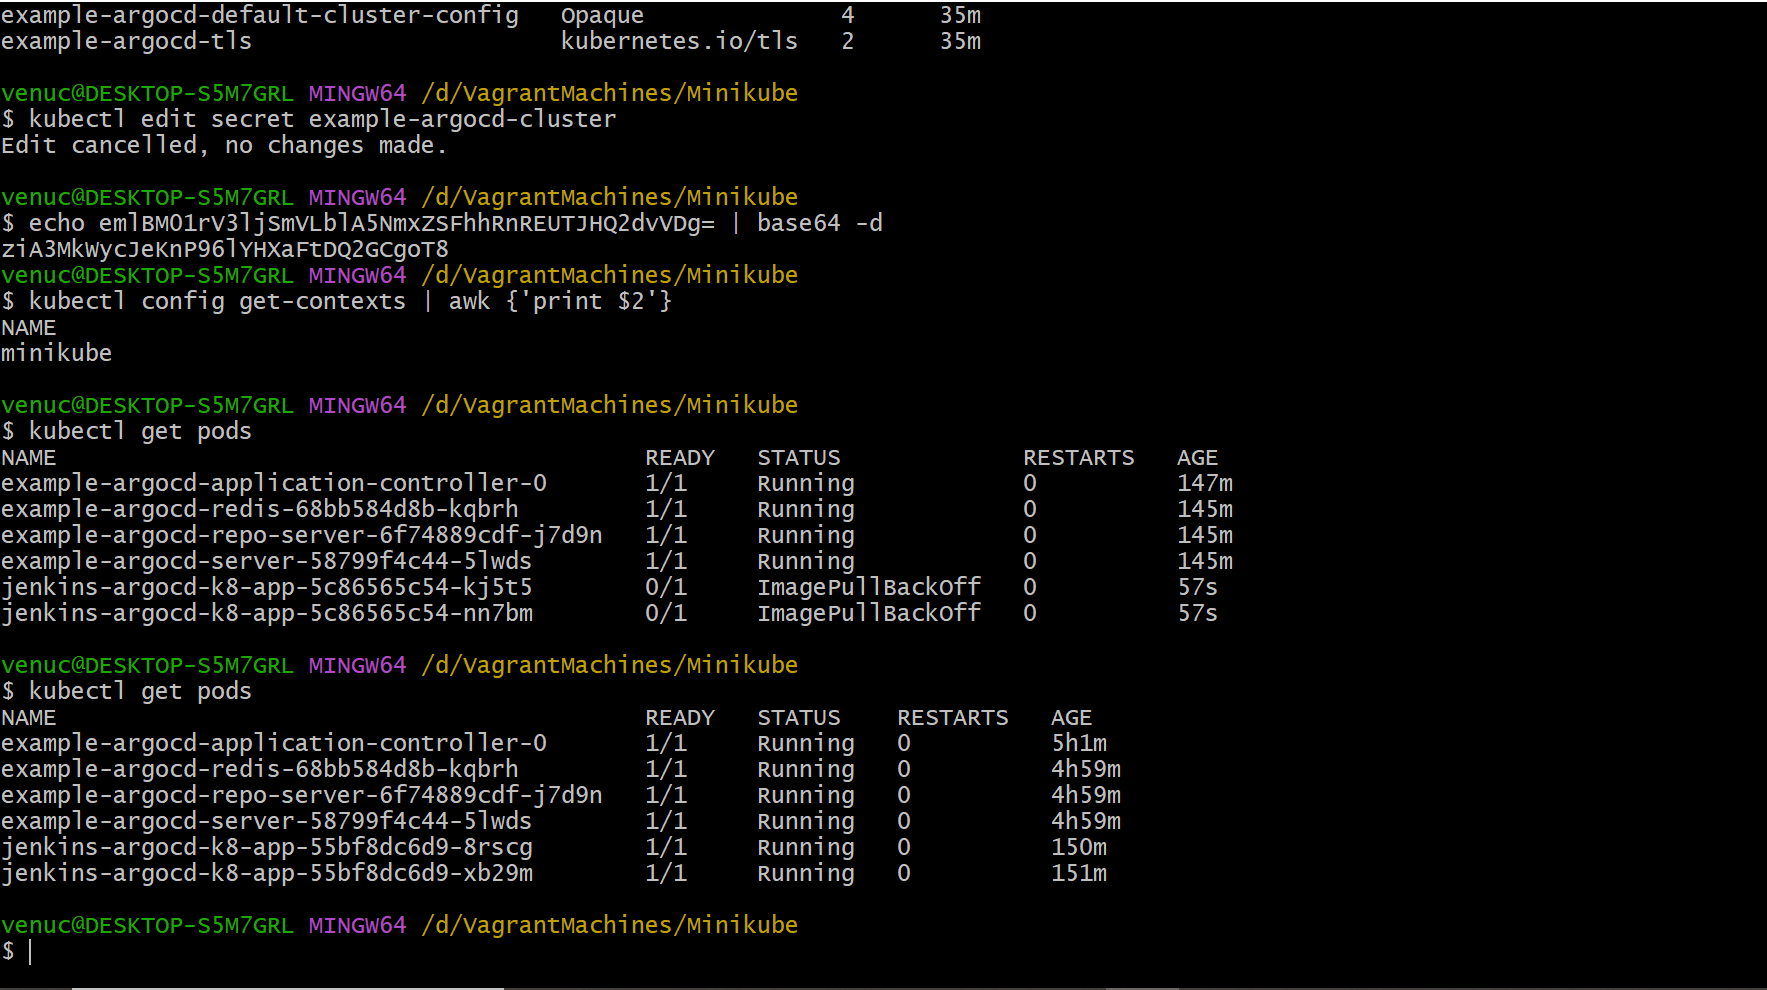 example-argocd-default-cluster-config   Opaque              4      35m
example-argocd-tls                      kubernetes.io/tls   2      35m
venuc@DESKTOP-S5M7GRL MINGW64 /d/VagrantMachines/Minikube
$ kubectl edit secret example-argocd-cluster
Edit cancelled, no changes made.
venuc@DESKTOP-S5M7GRL MINGW64 /d/VagrantMachines/Minikube
$ echo emlBM01rV3ljSmVLblA5NmxZSFhhRnREUTJHQ2dvVDg= | base64 -d
ziA3MkWycJeKnP96lYHXaFtDQ2GCgoT8
venuc@DESKTOP-S5M7GRL MINGW64 /d/VagrantMachines/Minikube
$ kubectl config get-contexts | awk {'print $2'}
NAME
minikube
venuc@DESKTOP-S5M7GRL MINGW64 /d/VagrantMachines/Minikube
$ kubectl get pods
NAME                                          READY   STATUS             RESTARTS   AGE
example-argocd-application-controller-0       1/1     Running            0          147m
example-argocd-redis-68bb584d8b-kqbrh         1/1     Running            0          145m
example-argocd-repo-server-6f74889cdf-j7d9n   1/1     Running            0          145m
example-argocd-server-58799f4c44-5lwds        1/1     Running            0          145m
jenkins-argocd-k8-app-5c86565c54-kj5t5        0/1     ImagePullBackOff   0          57s
jenkins-argocd-k8-app-5c86565c54-nn7bm        0/1     ImagePullBackOff   0          57s
venuc@DESKTOP-S5M7GRL MINGW64 /d/VagrantMachines/Minikube
$ kubectl get pods
NAME                                          READY   STATUS    RESTARTS   AGE
example-argocd-application-controller-0       1/1     Running   0          5h1m
example-argocd-redis-68bb584d8b-kqbrh         1/1     Running   0          4h59m
example-argocd-repo-server-6f74889cdf-j7d9n   1/1     Running   0          4h59m
example-argocd-server-58799f4c44-5lwds        1/1     Running   0          4h59m
jenkins-argocd-k8-app-55bf8dc6d9-8rscg        1/1     Running   0          150m
jenkins-argocd-k8-app-55bf8dc6d9-xb29m        1/1     Running   0          151m
venuc@DESKTOP-S5M7GRL MINGW64 /d/VagrantMachines/Minikube
$